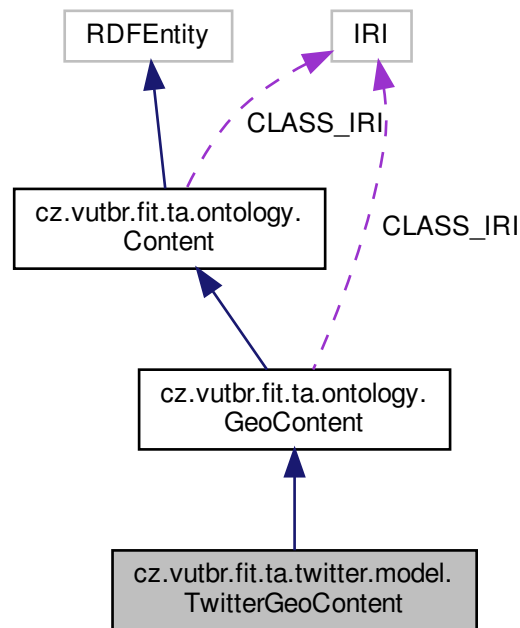 RDFEntity
IRI
CLASS_IRI
cz.vutbr.fit.ta.ontology.
Content
CLASS_IRI
cz.vutbr.fit.ta.ontology.
GeoContent
cz.vutbr.fit.ta.twitter.model.
TwitterGeoContent